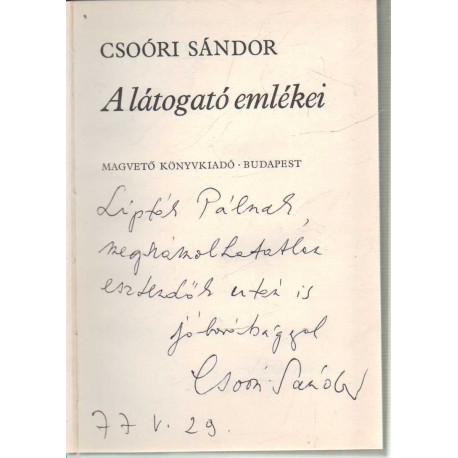 CSOÓRI SÁNDOR
A látogató emlékei
MAGVETŐ KÖNYVKIADÓ · BUDAPEST
Lipták Pálnak,
megszámolhatatlan
esztendők után is
jóbarátsággal
Csoóri Sándor
77 V. 29.